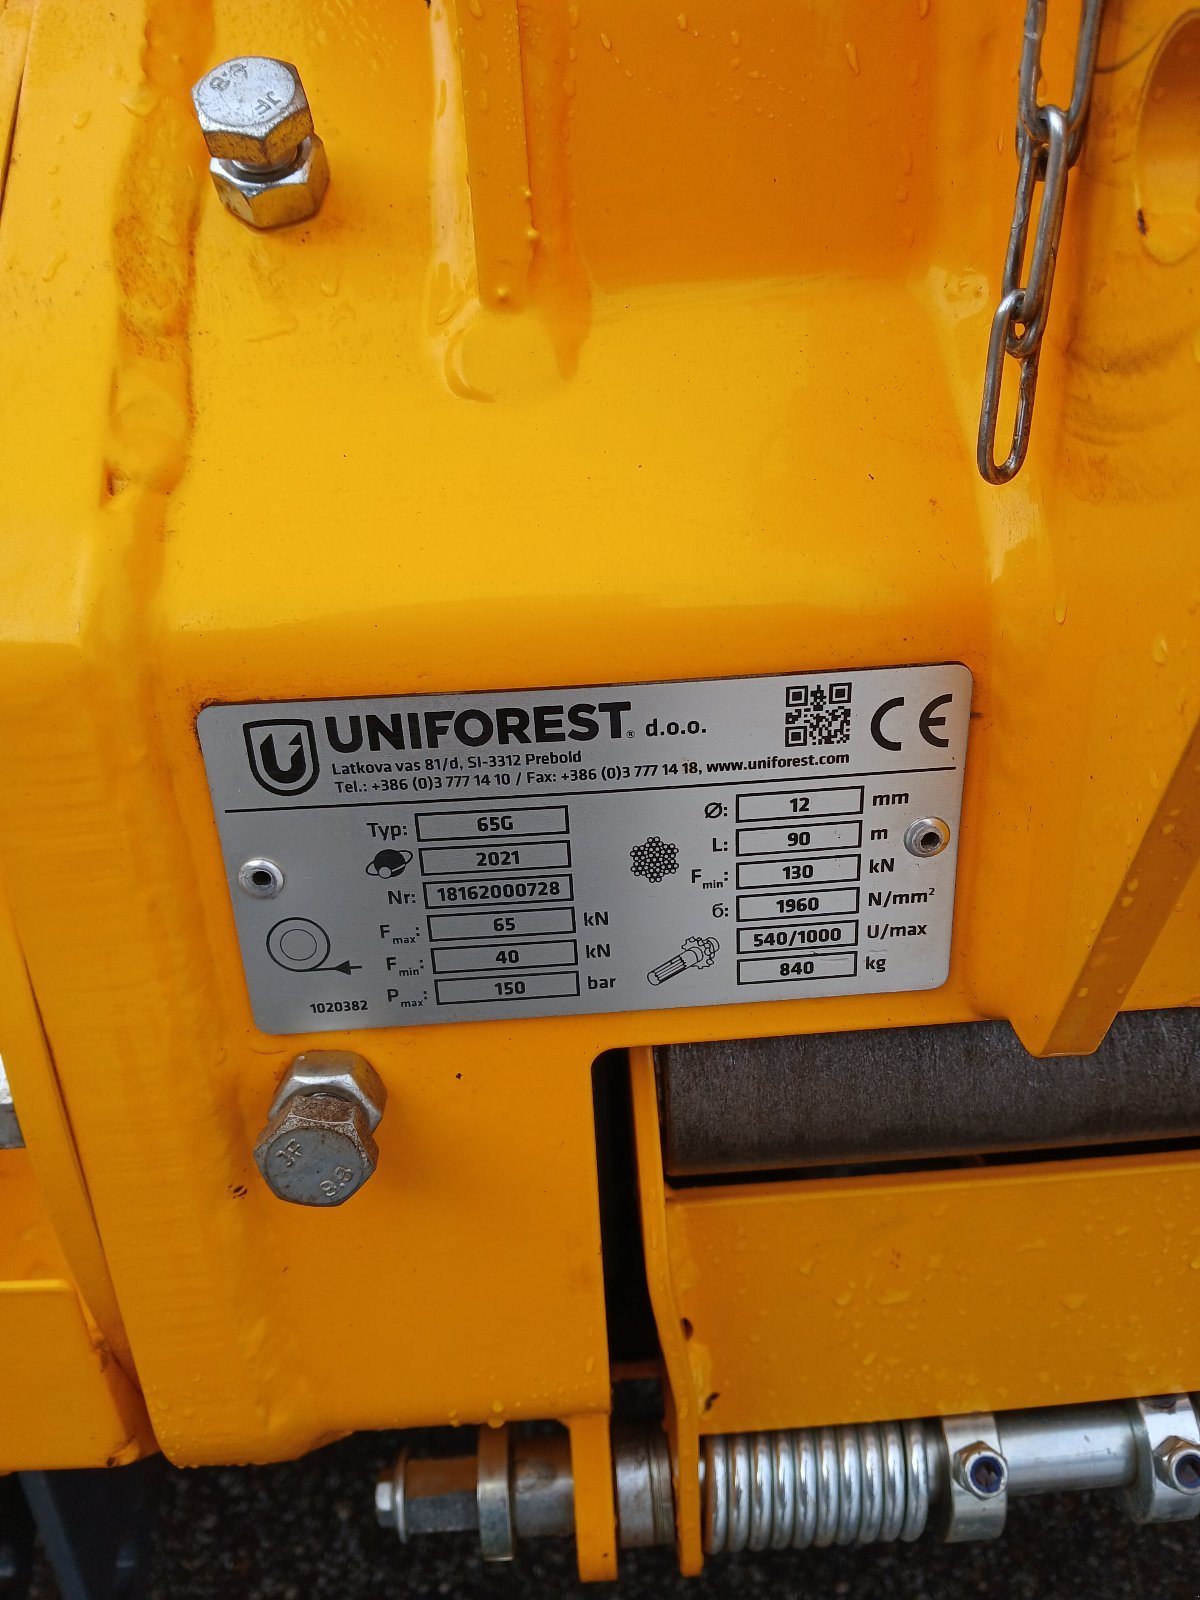 8.8
JF
UNIFOREST® d.o.o.
Latkova vas 81/d, SI-3312 Prebold
Tel.: +386 (0)3 777 14 10 / Fax: +386 (0)3 777 14 18, www.uniforest.com
CE
Typ: 65G
2021
Nr: 18162000728
Fmax: 65 kN
Fmin: 40 kN
Pmax: 150 bar
1020382
Ø: 12 mm
L: 90 m
Fmin: 130 kN
б: 1960 N/mm²
540/1000 U/max
840 kg
JF
8.8